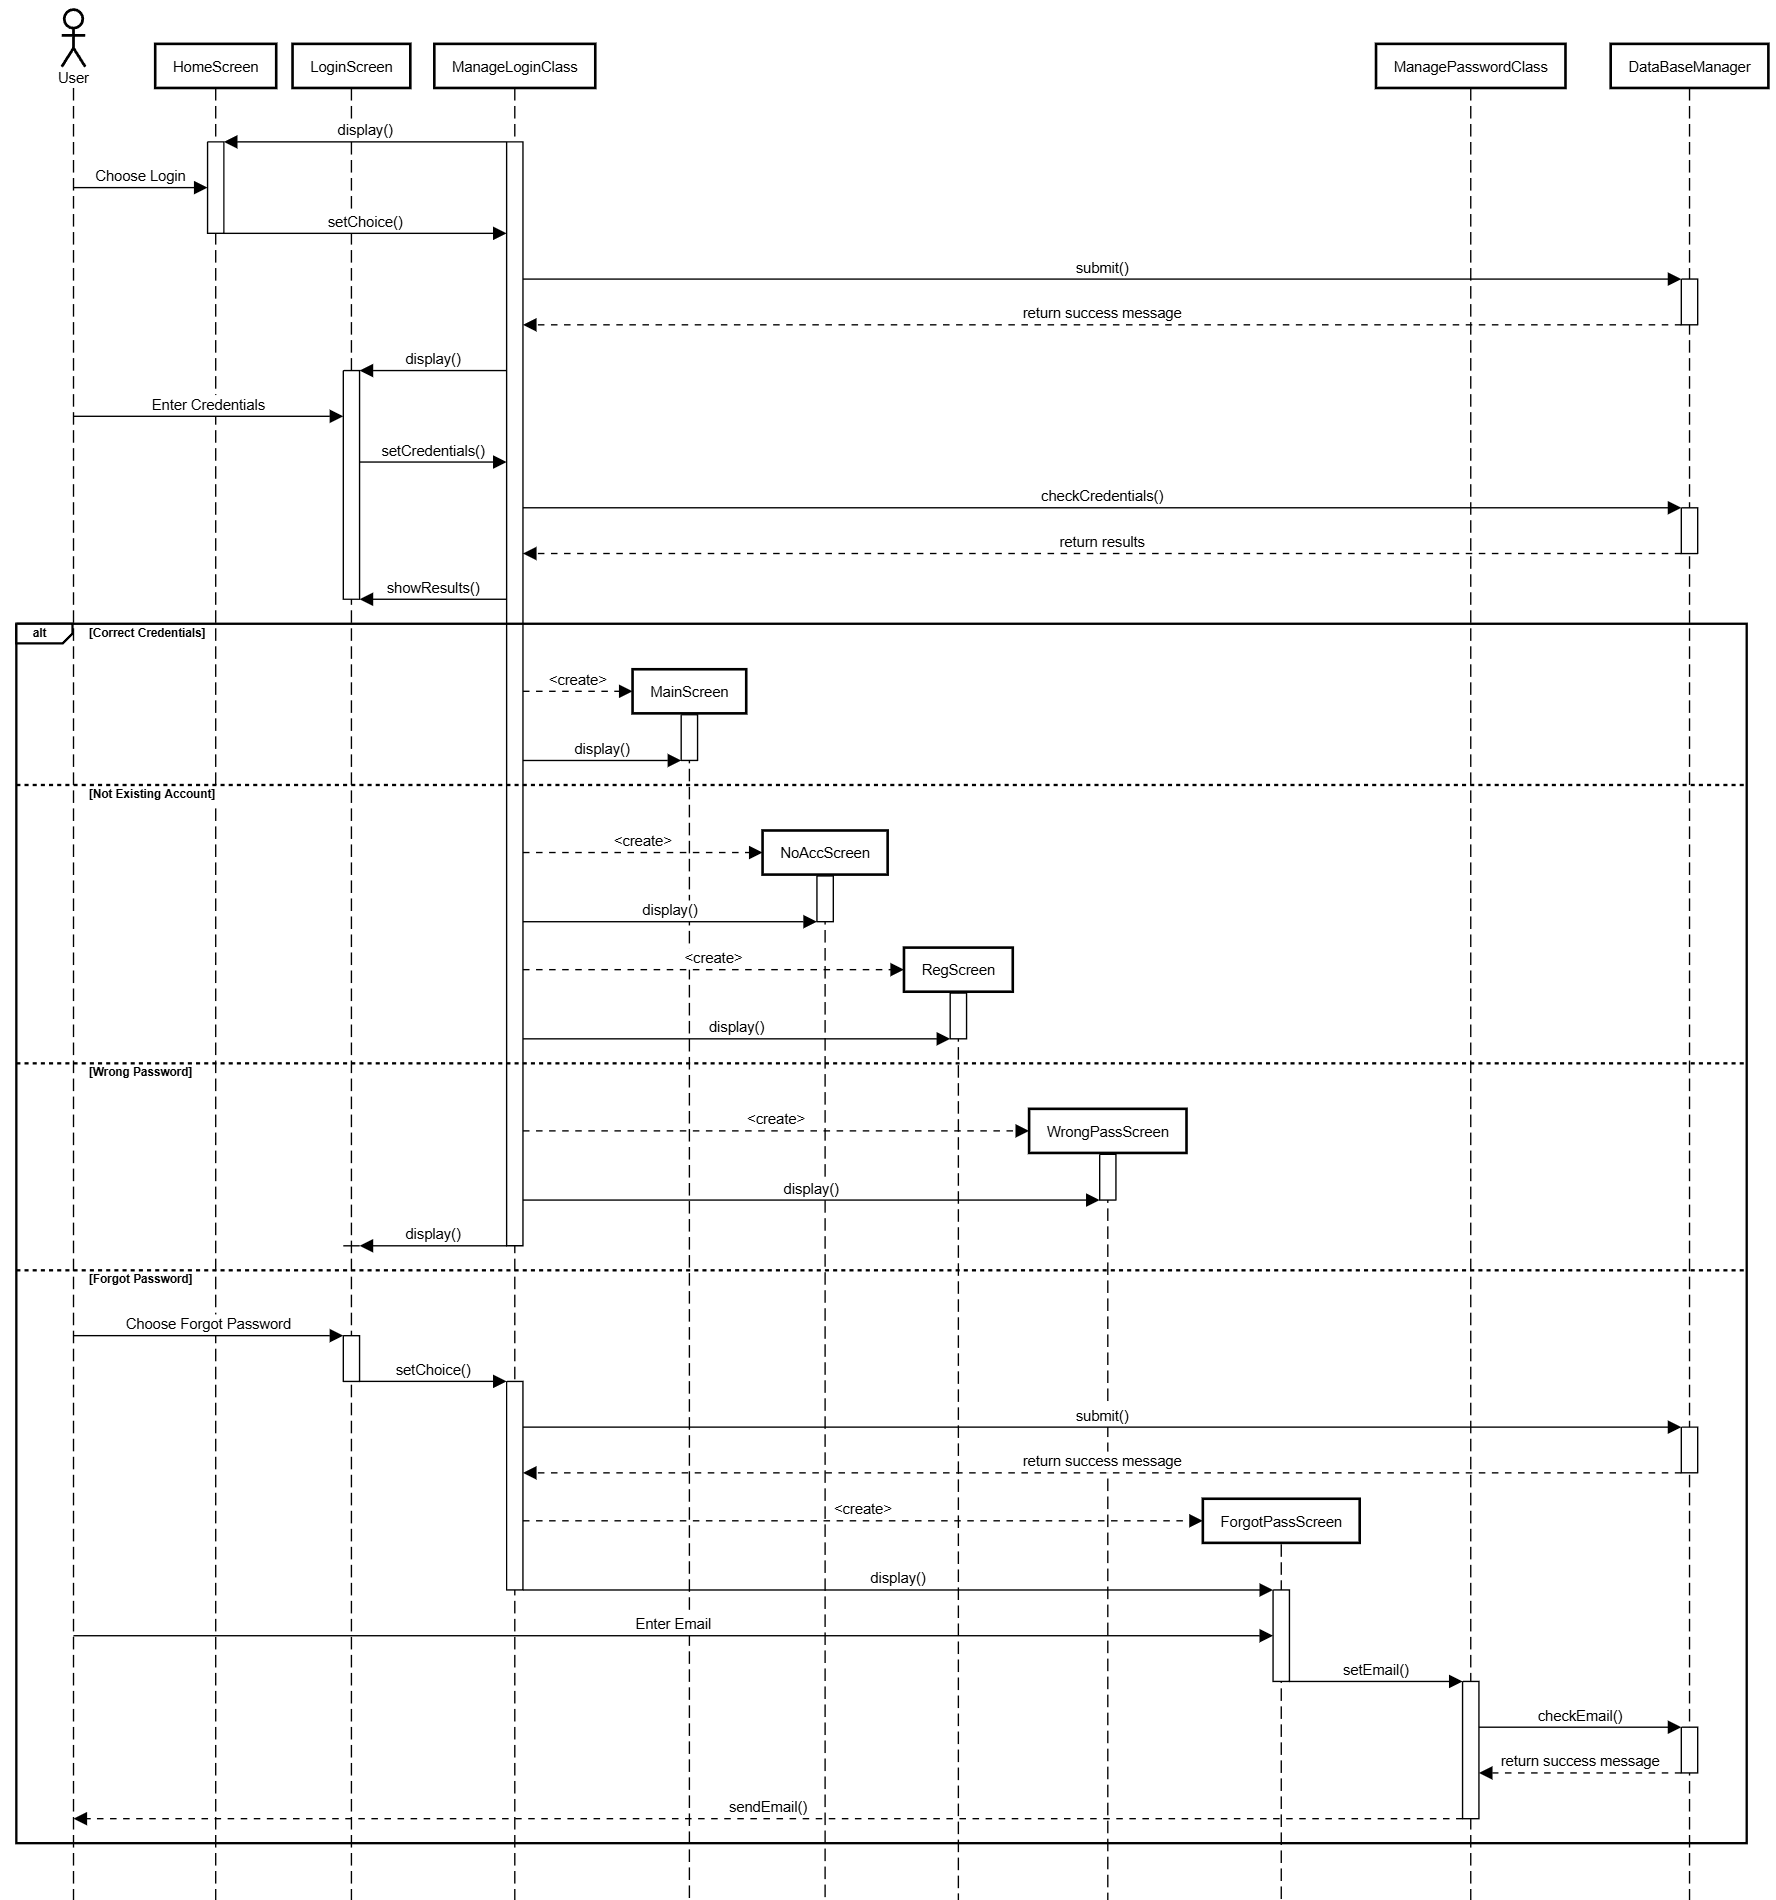 User
HomeScreen
LoginScreen
ManageLoginClass
ManagePasswordClass
DataBaseManager
display()
Choose Login
setChoice()
submit()
return success message
display()
Enter Credentials
setCredentials()
checkCredentials()
return results
showResults()
alt
[Correct Credentials]
<create>
MainScreen
display()
[Not Existing Account]
<create>
NoAccScreen
display()
<create>
RegScreen
display()
[Wrong Password]
<create>
WrongPassScreen
display()
display()
[Forgot Password]
Choose Forgot Password
setChoice()
submit()
return success message
<create>
ForgotPassScreen
display()
Enter Email
setEmail()
checkEmail()
return success message
sendEmail()